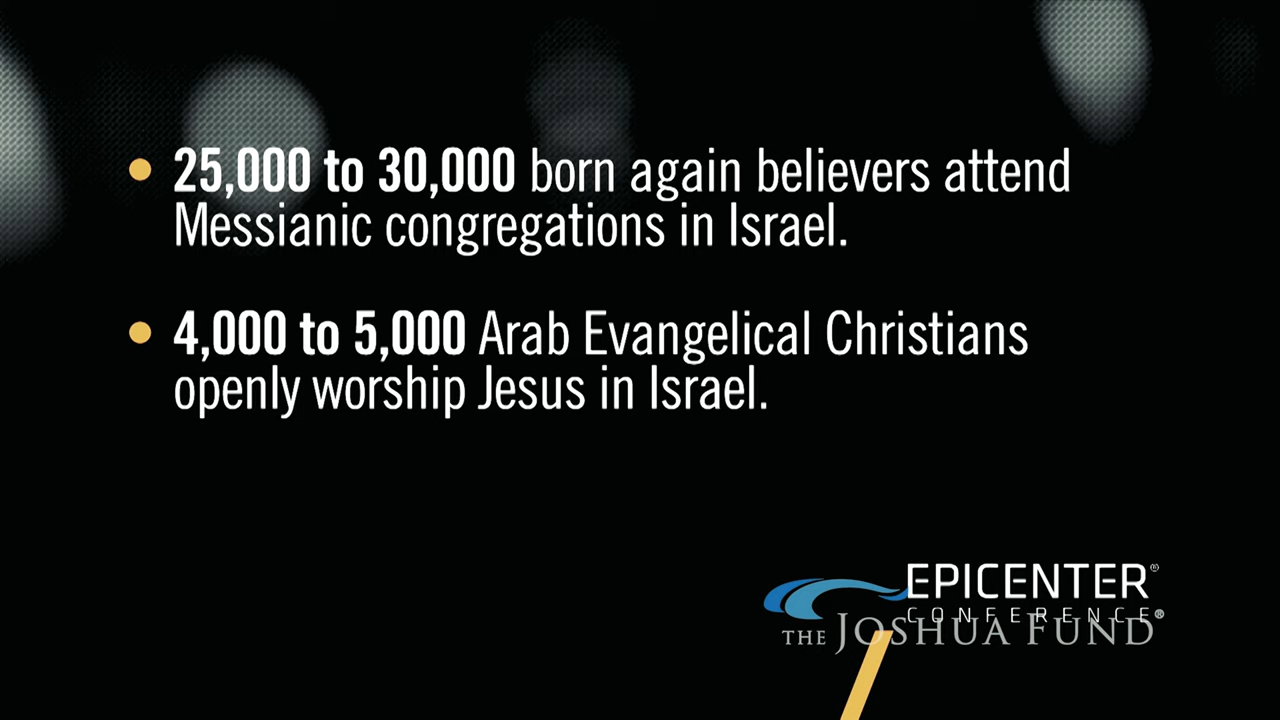 • 25,000 to 30,000 born again believers attend
Messianic congregations in Israel.
• 4,000 to 5,000 Arab Evangelical Christians
openly worship Jesus in Israel.
EPICENTER®
CONFERENCE®
THE JOSHUA FUND